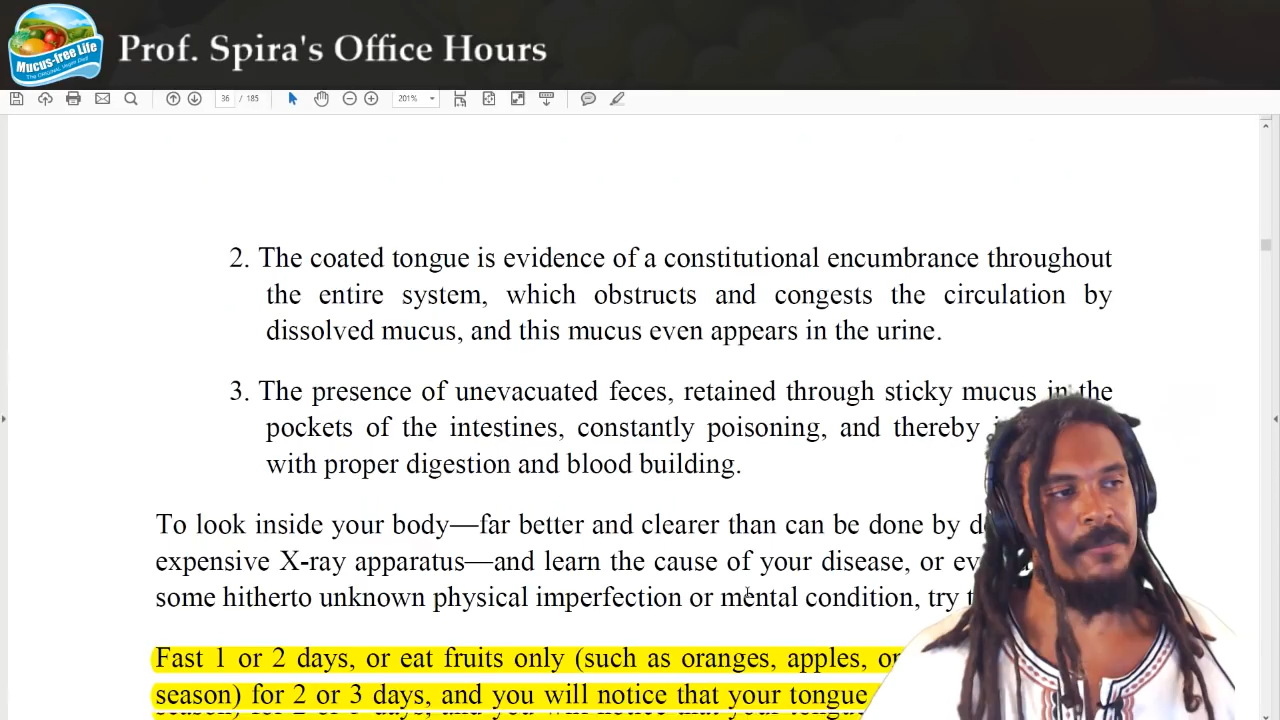 Mucus-free Life
The ORIGINAL Vegan Diet!
Prof. Spira's Office Hours
36 / 185
201%
2. The coated tongue is evidence of a constitutional encumbrance throughout
the entire system, which obstructs and congests the circulation by
dissolved mucus, and this mucus even appears in the urine.
3. The presence of unevacuated feces, retained through sticky mucus in the
pockets of the intestines, constantly poisoning, and thereby
with proper digestion and blood building.
To look inside your body—far better and clearer than can be done by
expensive X-ray apparatus—and learn the cause of your disease, or
some hitherto unknown physical imperfection or mental condition, try
Fast 1 or 2 days, or eat fruits only (such as oranges, apples,
season) for 2 or 3 days, and you will notice that your tongue